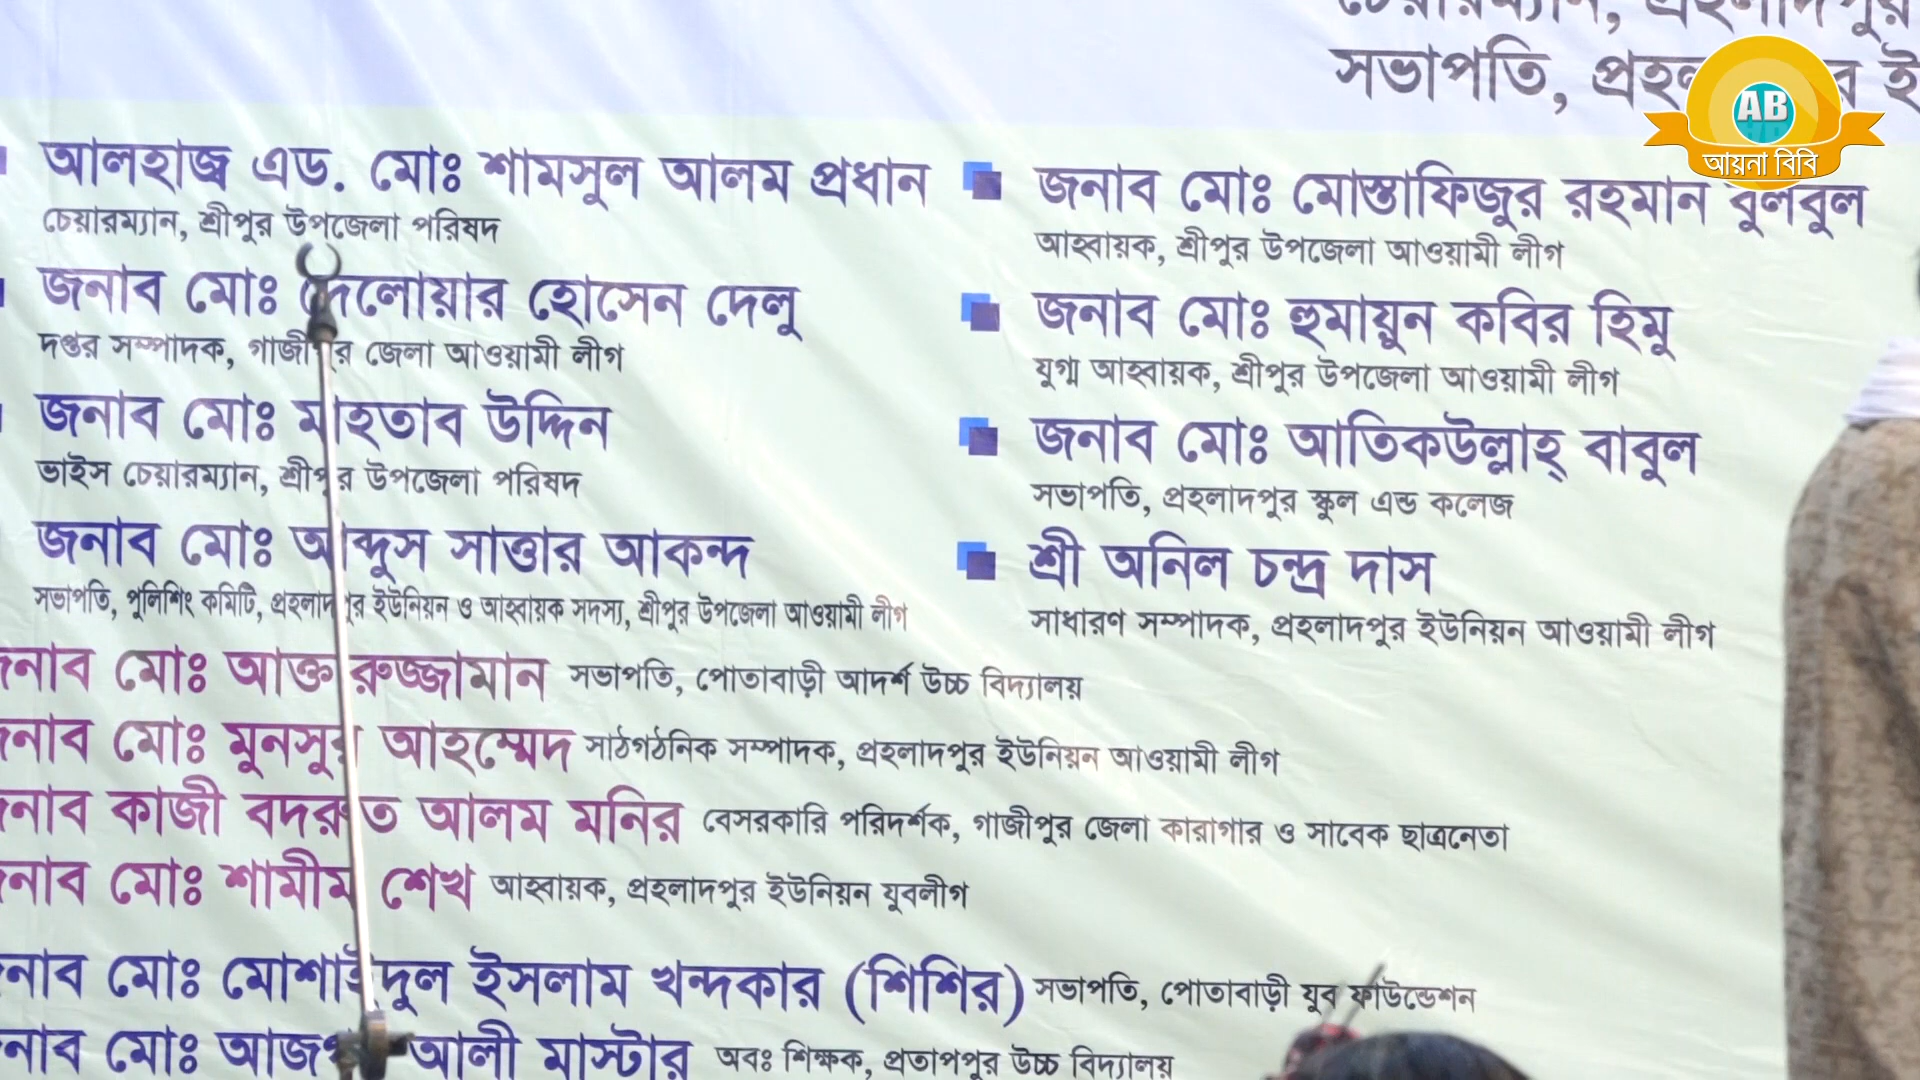 সভাপতি,
AB
আয়না বিবি
আলহাজ্ব এড. মোঃ শামসুল আলম প্রধান
চেয়ারম্যান, শ্রীপুর উপজেলা পরিষদ
জনাব মোঃ দেলোয়ার হোসেন দেলু
দপ্তর সম্পাদক, গাজীপুর জেলা আওয়ামী লীগ
জনাব মোঃ মাহতাব উদ্দিন
ভাইস চেয়ারম্যান, শ্রীপুর উপজেলা পরিষদ
জনাব মোঃ আব্দুস সাত্তার আকন্দ
সভাপতি, পুলিশিং কমিটি, প্রহলাদপুর ইউনিয়ন ও আহ্বায়ক সদস্য, শ্রীপুর উপজেলা আওয়ামী লীগ
জনাব মোঃ মোস্তাফিজুর রহমান বুলবুল
আহ্বায়ক, শ্রীপুর উপজেলা আওয়ামী লীগ
জনাব মোঃ হুমায়ুন কবির হিমু
যুগ্ম আহ্বায়ক, শ্রীপুর উপজেলা আওয়ামী লীগ
জনাব মোঃ আতিকউল্লাহ্ বাবুল
সভাপতি, প্রহলাদপুর স্কুল এন্ড কলেজ
শ্রী অনিল চন্দ্র দাস
সাধারণ সম্পাদক, প্রহলাদপুর ইউনিয়ন আওয়ামী লীগ
জনাব মোঃ আক্তারুজ্জামান সভাপতি, পোতাবাড়ী আদর্শ উচ্চ বিদ্যালয়
জনাব মোঃ মুনসুর আহম্মেদ সাঠগঠনিক সম্পাদক, প্রহলাদপুর ইউনিয়ন আওয়ামী লীগ
জনাব কাজী আলম মনির বেসরকারি পরিদর্শক, গাজীপুর জেলা কারাগার ও সাবেক ছাত্রনেতা
জনাব মোঃ শামীম শেখ আহ্বায়ক, প্রহলাদপুর ইউনিয়ন যুবলীগ
জনাব মোঃ ইসলাম খন্দকার (শিশির) সভাপতি, পোতাবাড়ী যুব ফাউন্ডেশন
জনাব মোঃ আলী মাস্টার অবঃ শিক্ষক, প্রতাপপুর উচ্চ বিদ্যালয়